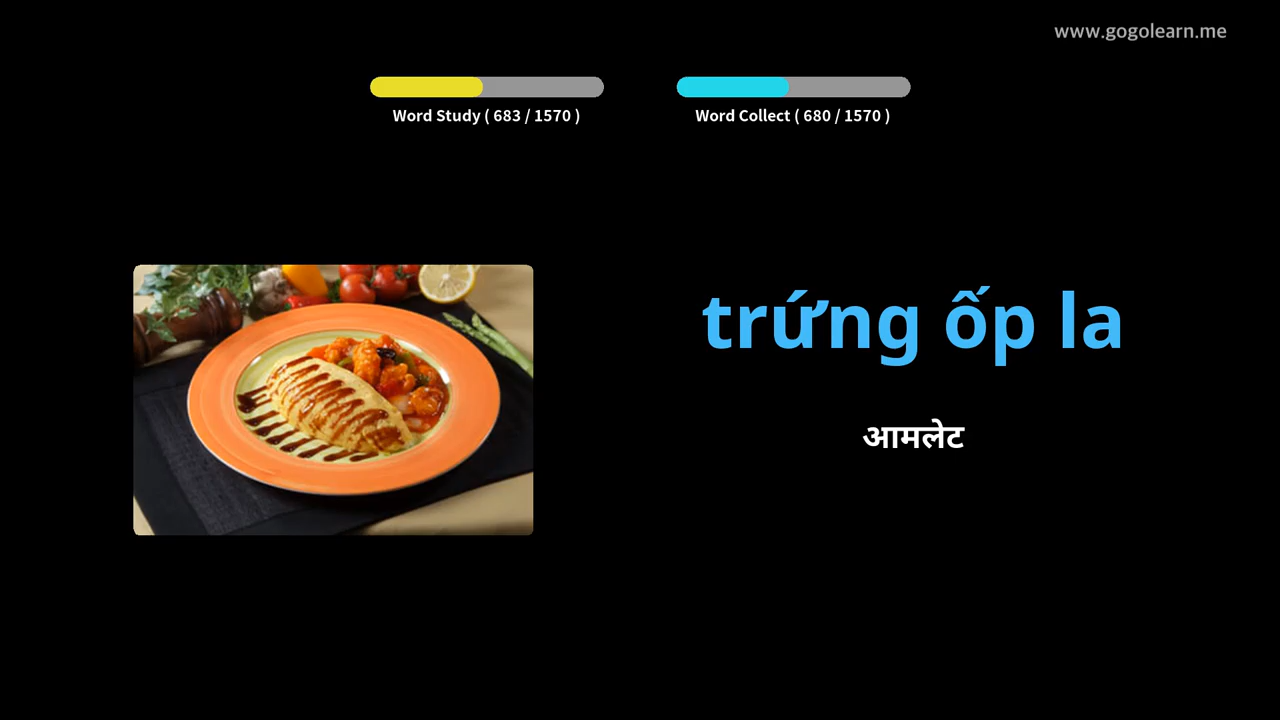 www.gogolearn.me
Word Study ( 683 / 1570 )
Word Collect ( 680 / 1570 )
trứng ốp la
आमलेट